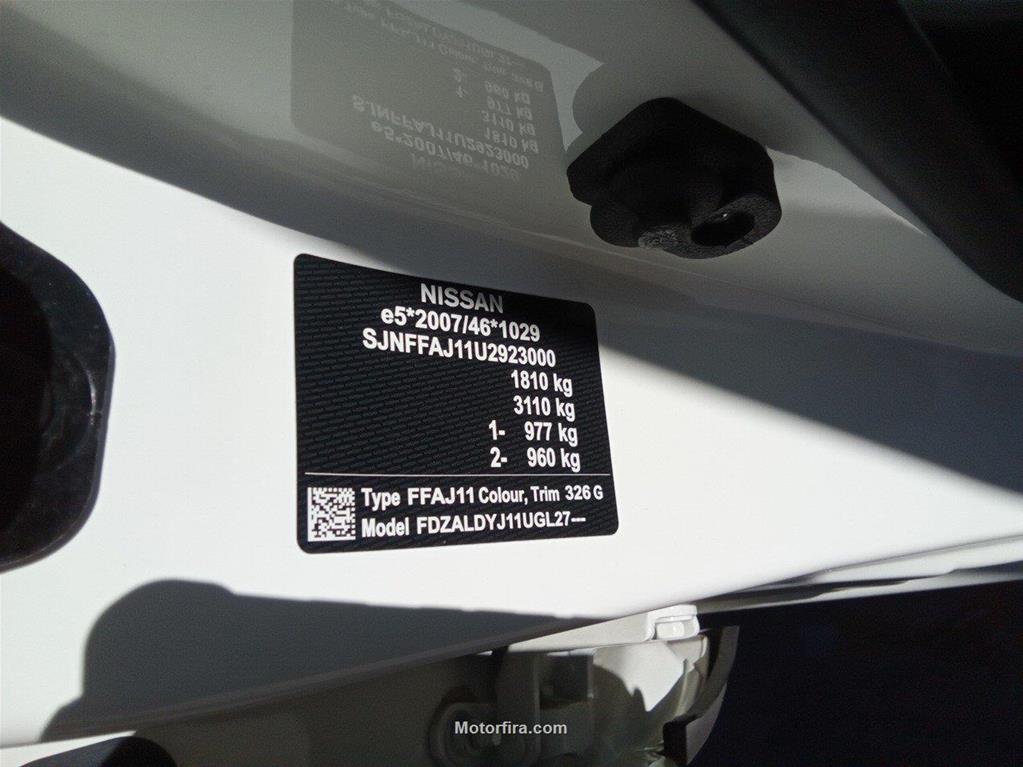 NISSAN
e5*2007/46*1029
SJNFFAJ11U2923000
1810 kg
3110 kg
1- 977 kg
2- 960 kg
Type FFAJ11 Colour, Trim 326 G
Model FDZALDYJ11UGL27---
Motorfira.com